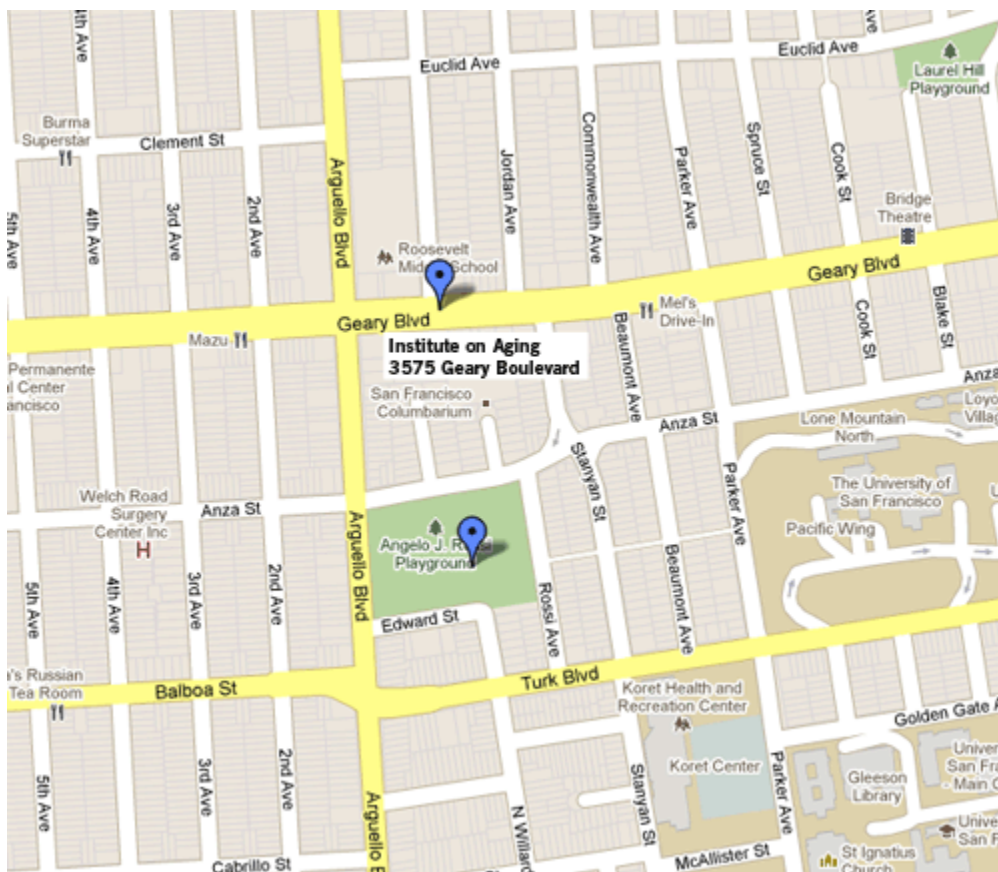 4th Ave
Euclid Ave
Euclid Ave
Laurel Hill
Playground
Burma
Superstar
Clement St
Arguello Blvd
Jordan Ave
Commonwealth Ave
Parker Ave
Spruce St
Cook St
Bridge
Theatre
5th Ave
4th Ave
3rd Ave
2nd Ave
Roosevelt
School
Geary Blvd
Geary Blvd
Mazu
Mel's
Drive-In
Beaumont Ave
Cook St
Blake St
Institute on Aging
3575 Geary Boulevard
Permanente
San Francisco
Columbarium
Anza St
Anza
Lone Mountain
North
Stanyan St
Parker Ave
The University of
San Francisco
Pacific Wing
Welch Road
Surgery
Center Inc
H
Anza St
Arguello Blvd
Angelo J.
Playground
5th Ave
4th Ave
3rd Ave
2nd Ave
Edward St
Rossi Ave
Beaumont Ave
's Russian
Tea Room
Balboa St
Turk Blvd
Koret Health and
Recreation Center
Koret Center
Golden Gate
Gleeson
Library
5th Ave
3rd Ave
2nd Ave
Arguello
N Willard
Stanyan St
Parker Ave
Cabrillo St
McAllister St
St Ignatius
Church